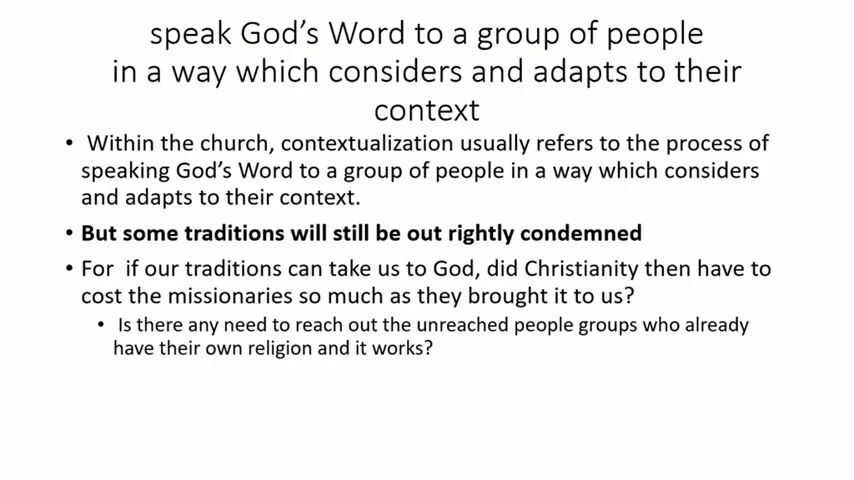 speak God’s Word to a group of people
in a way which considers and adapts to their
context
• Within the church, contextualization usually refers to the process of
speaking God’s Word to a group of people in a way which considers
and adapts to their context.
• But some traditions will still be out rightly condemned
• For if our traditions can take us to God, did Christianity then have to
cost the missionaries so much as they brought it to us?
• Is there any need to reach out the unreached people groups who already
have their own religion and it works?